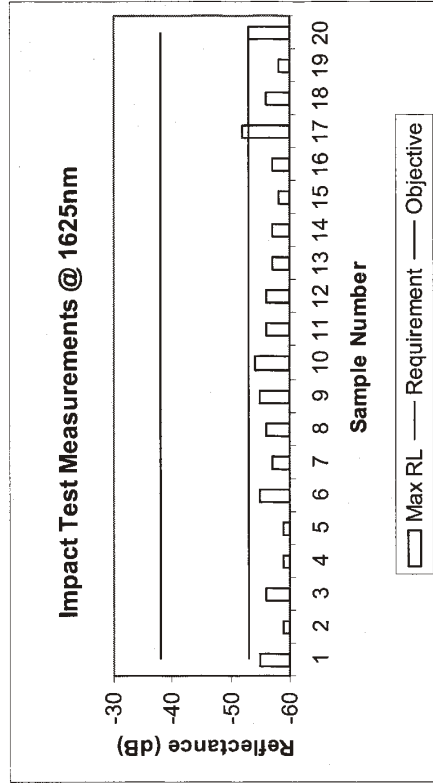 Impact Test Measurements @ 1625nm
Reflectance (dB)
-30
-40
-50
-60
1 2 3 4 5 6 7 8 9 10 11 12 13 14 15 16 17 18 19 20
Sample Number
Max RL Requirement Objective